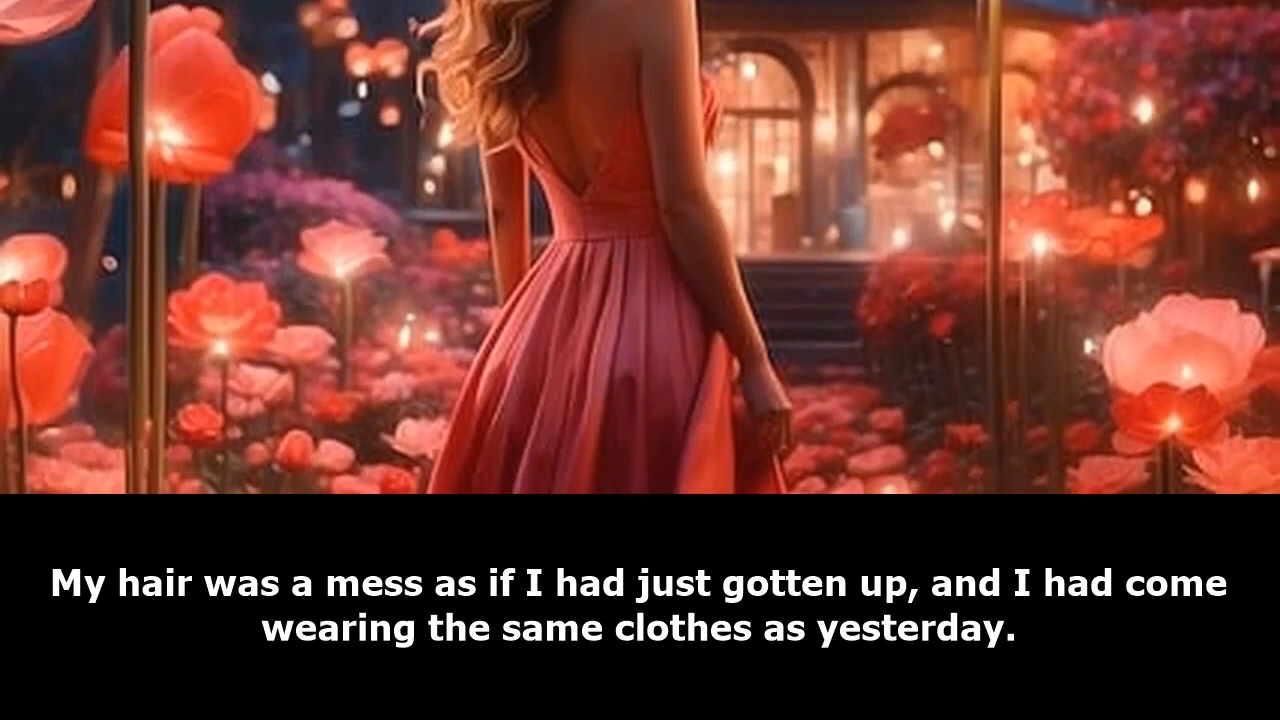 My hair was a mess as if I had just gotten up, and I had come
wearing the same clothes as yesterday.